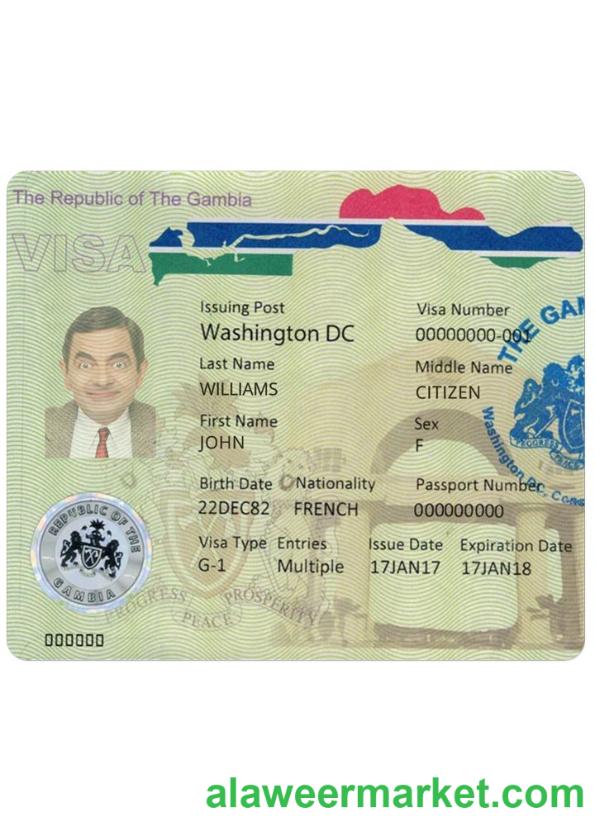 The Republic of The Gambia
VISA
Issuing Post Visa Number
Washington DC 00000000-001
Last Name Middle Name
WILLIAMS CITIZEN
First Name Sex
JOHN F
Birth Date Nationality Passport Number
22DEC82 FRENCH 000000000
Visa Type Entries Issue Date Expiration Date
G-1 Multiple 17JAN17 17JAN18
THE GAM
PROGRESS PEACE
Washington DC, Cons
REPUBLIC OF THE
GAMBIA
PROGRESS PEACE PROSPERITY
000000
alaweermarket.com